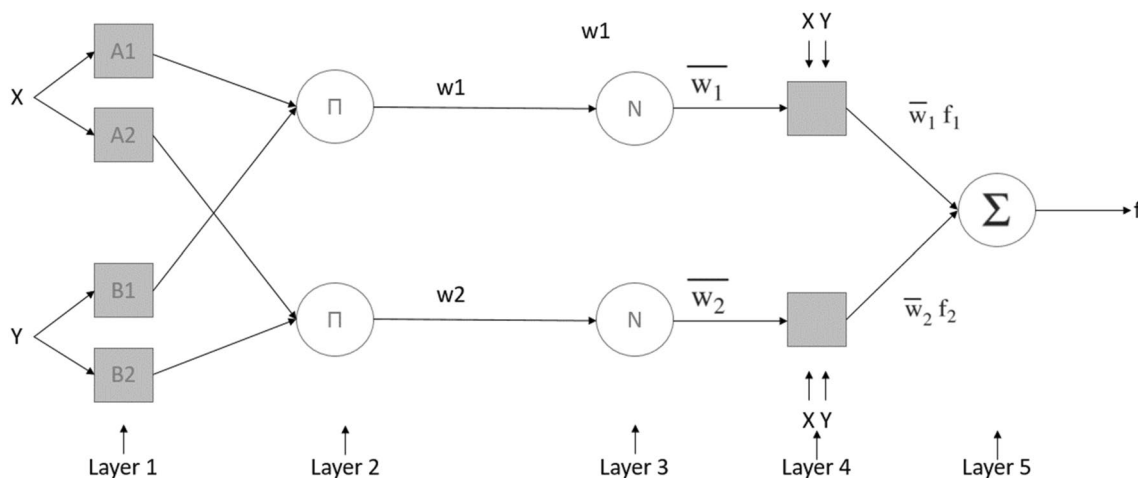 X Y
w1
A1
w1
w̅₁
X
Π
N
w̅₁ f₁
A2
Σ
f
B1
w2
w̅₂
Y
Π
N
w̅₂ f₂
B2
X Y
Layer 1
Layer 2
Layer 3
Layer 4
Layer 5